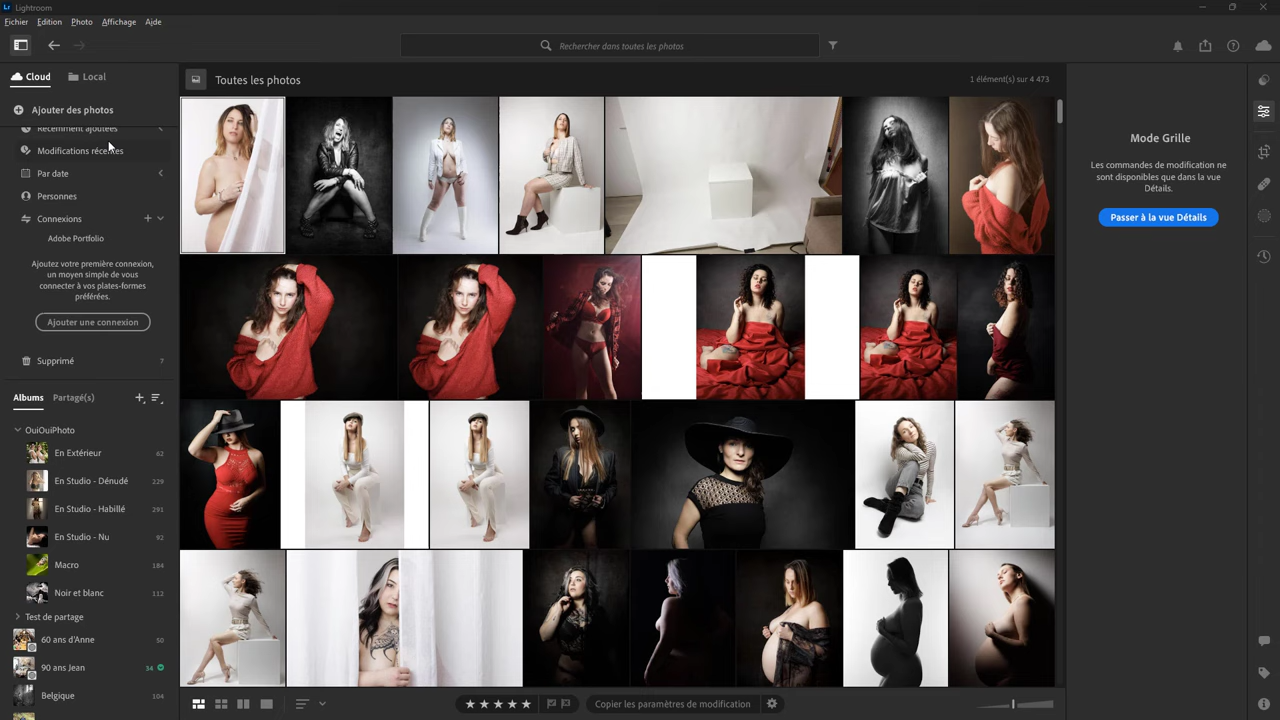 Lr Lightroom
Fichier Edition Photo Affichage Aide
Rechercher dans toutes les photos
Cloud Local
Toutes les photos
1 élément(s) sur 4 473
Ajouter des photos
Récemment ajoutées
Modifications récentes
Par date
Personnes
Connexions
Adobe Portfolio
Ajoutez votre première connexion,
un moyen simple de vous
connecter à vos plates-formes
préférées.
Ajouter une connexion
Supprimé 7
Albums Partagé(s)
OuiOuiPhoto
En Extérieur 62
En Studio - Dénudé 229
En Studio - Habillé 291
En Studio - Nu 92
Macro 184
Noir et blanc 112
Test de partage
60 ans d'Anne 50
90 ans Jean 34
Belgique 104
Mode Grille
Les commandes de modification ne
sont disponibles que dans la vue
Détails.
Passer à la vue Détails
Copier les paramètres de modification